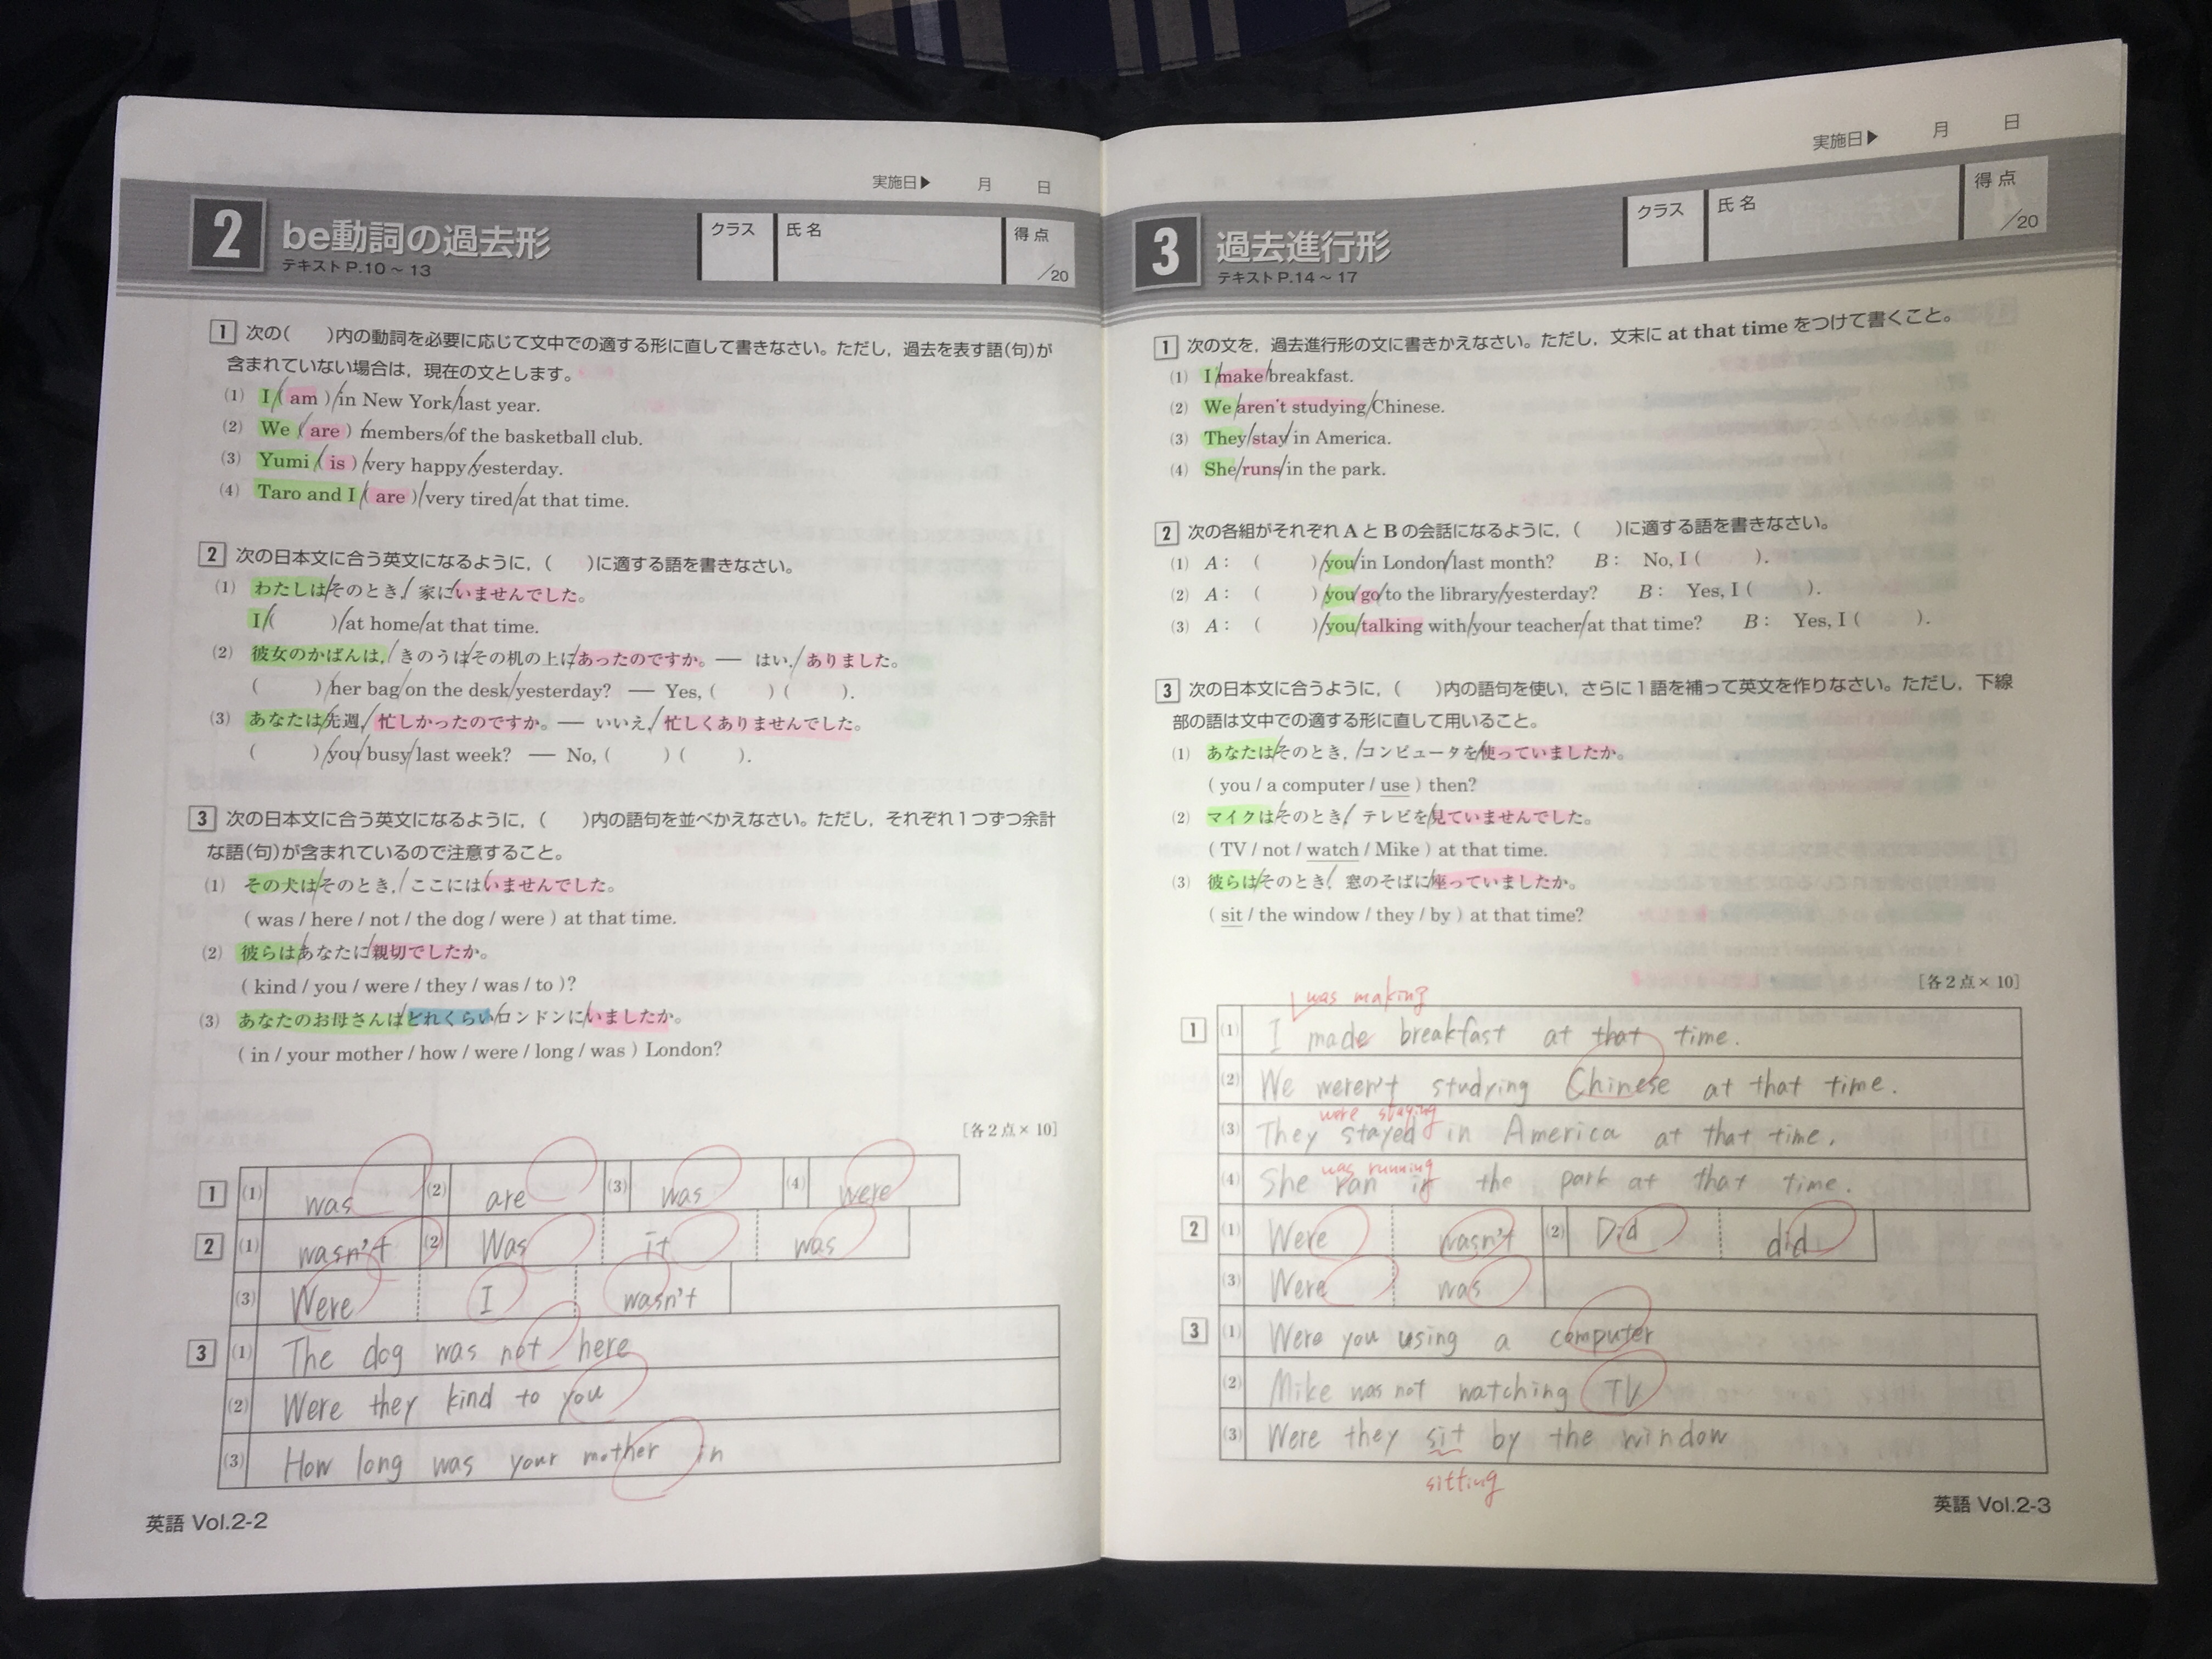 実施日▶ 月 日
2 be動詞の過去形
テキスト P.10～13
クラス 氏名 得点 /20
1 次の( )内の動詞を必要に応じて文中での適する形に直して書きなさい。ただし，過去を表す語(句)が
含まれていない場合は，現在の文とします。
(1) I ( am ) in New York last year.
(2) We ( are ) members of the basketball club.
(3) Yumi ( is ) very happy yesterday.
(4) Taro and I ( are ) very tired at that time.
2 次の日本文に合う英文になるように，( )に適する語を書きなさい。
(1) わたしはそのとき，家にいませんでした。
I ( ) at home at that time.
(2) 彼女のかばんは，きのうはその机の上にあったのですか。― はい，ありました。
( ) her bag on the desk yesterday? ― Yes, ( ) ( ).
(3) あなたは先週，忙しかったのですか。― いいえ，忙しくありませんでした。
( ) you busy last week? ― No, ( ) ( ).
3 次の日本文に合う英文になるように，( )内の語句を並べかえなさい。ただし，それぞれ1つずつ余計
な語(句)が含まれているので注意すること。
(1) その犬はそのとき，ここにはいませんでした。
( was / here / not / the dog / were ) at that time.
(2) 彼らはあなたに親切でしたか。
( kind / you / were / they / was / to )?
(3) あなたのお母さんはどれくらいロンドンにいましたか。
( in / your mother / how / were / long / was ) London?
[各2点×10]
1 (1) was (2) are (3) was (4) were
2 (1) wasn't (2) Was it was
(3) Were I wasn't
3 (1) The dog was not here
(2) Were they kind to you
(3) How long was your mother in
英語 Vol.2-2
実施日▶ 月 日
3 過去進行形
テキスト P.14～17
クラス 氏名 得点 /20
1 次の文を，過去進行形の文に書きかえなさい。ただし，文末に at that time をつけて書くこと。
(1) I make breakfast.
(2) We aren't studying Chinese.
(3) They stay in America.
(4) She runs in the park.
2 次の各組がそれぞれ A と B の会話になるように，( )に適する語を書きなさい。
(1) A : ( ) you in London last month? B : No, I ( ).
(2) A : ( ) you go to the library yesterday? B : Yes, I ( ).
(3) A : ( ) you talking with your teacher at that time? B : Yes, I ( ).
3 次の日本文に合うように，( )内の語句を使い，さらに1語を補って英文を作りなさい。ただし，下線
部の語は文中での適する形に直して用いること。
(1) あなたはそのとき，コンピュータを使っていましたか。
( you / a computer / use ) then?
(2) マイクはそのとき，テレビを見ていませんでした。
( TV / not / watch / Mike ) at that time.
(3) 彼らはそのとき，窓のそばに座っていましたか。
( sit / the window / they / by ) at that time?
[各2点×10]
was making
1 (1) I made breakfast at that time.
(2) We weren't studying Chinese at that time.
were staying
(3) They stayed in America at that time.
was running
(4) She ran in the park at that time.
2 (1) Were wasn't (2) Did did
(3) Were was
3 (1) Were you using a computer
(2) Mike was not watching TV
(3) Were they sit by the window
sitting
英語 Vol.2-3